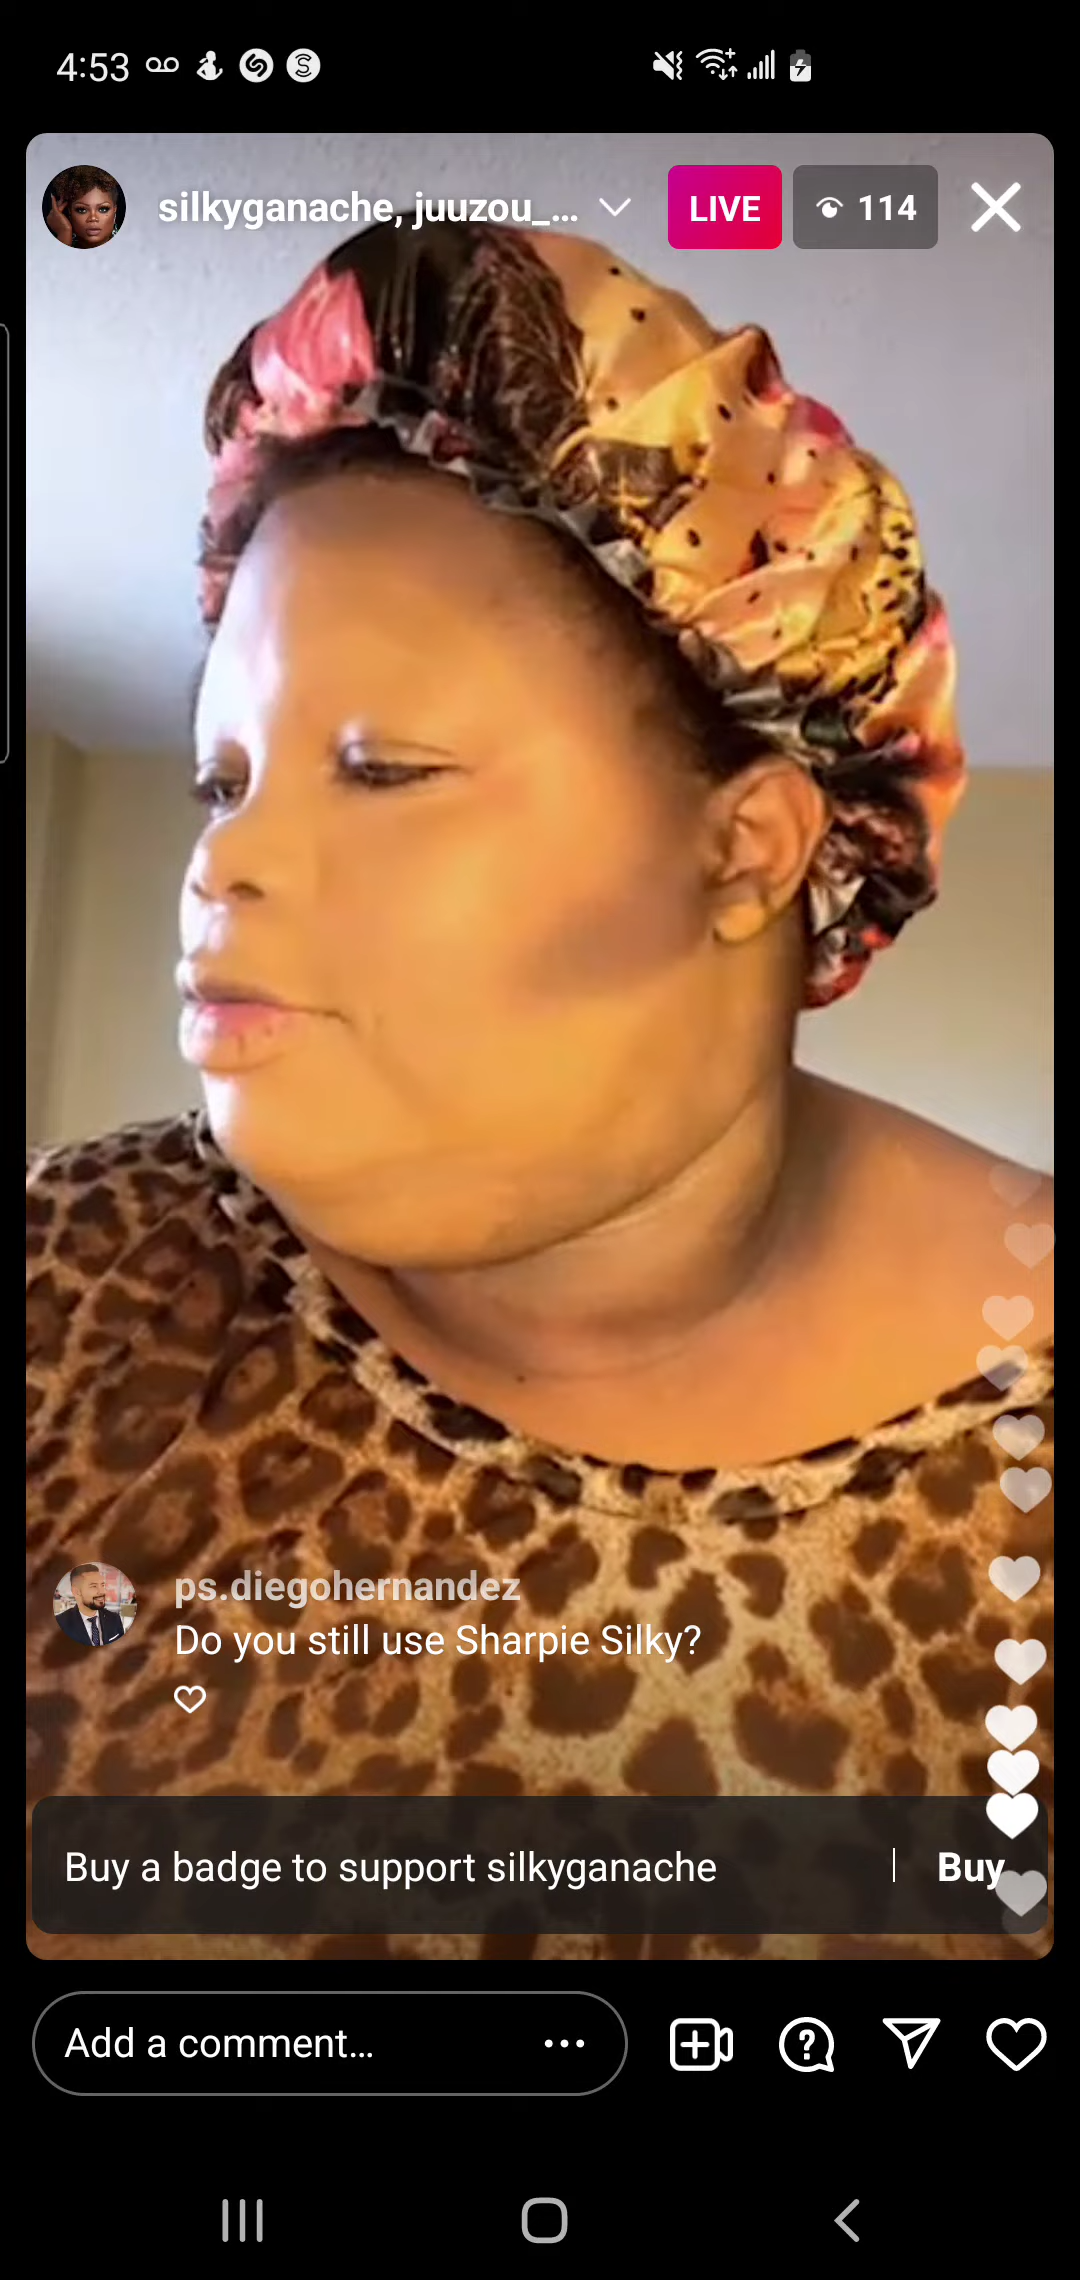 4:53
silkyganache, juuzou_...
LIVE
114
ps.diegohernandez
Do you still use Sharpie Silky?
Buy a badge to support silkyganache
Buy
Add a comment...